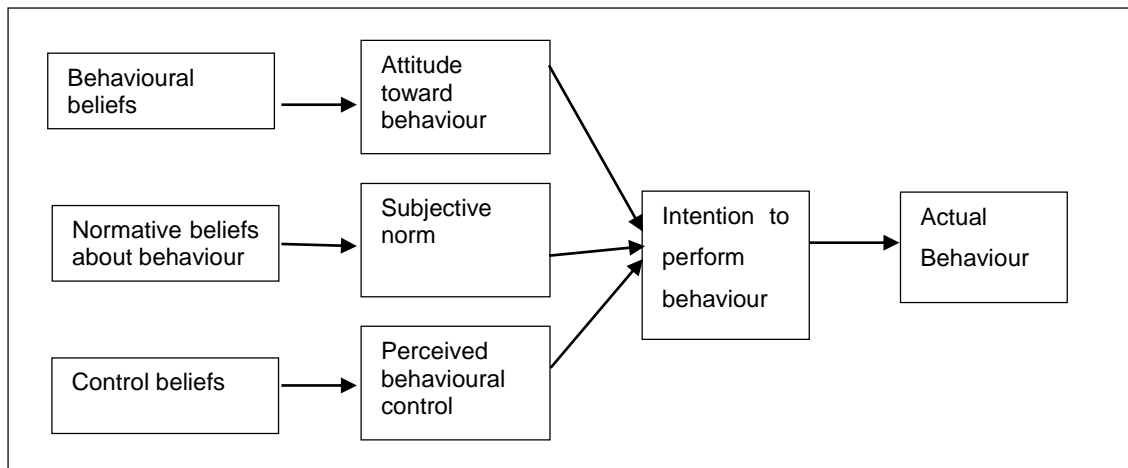 Behavioural
beliefs
Attitude
toward
behaviour
Normative beliefs
about behaviour
Subjective
norm
Control beliefs
Perceived
behavioural
control
Intention to
perform
behaviour
Actual
Behaviour